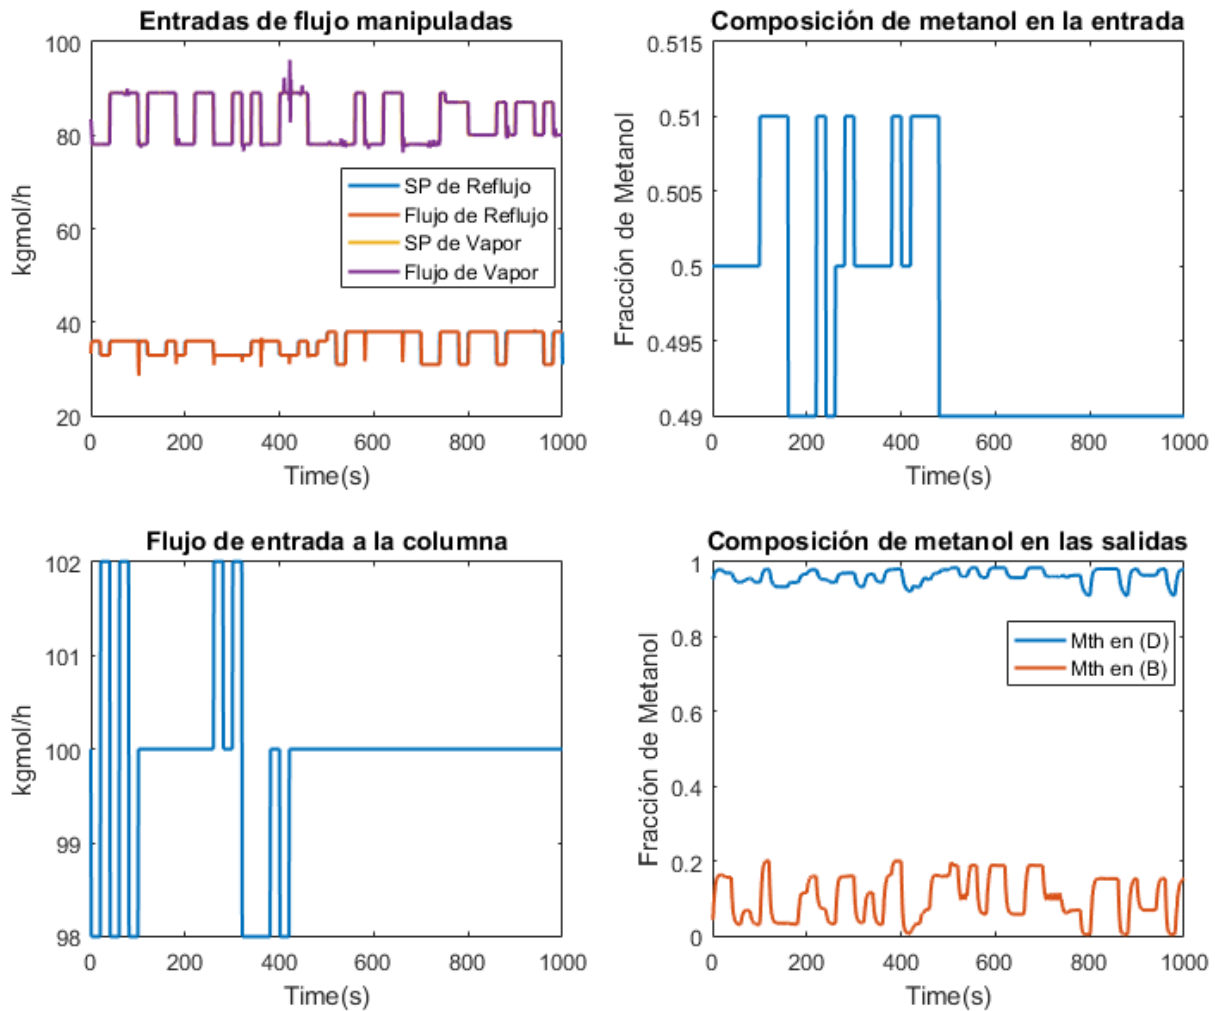 Entradas de flujo manipuladas
100
80
60
40
20
kgmol/h
SP de Reflujo
Flujo de Reflujo
SP de Vapor
Flujo de Vapor
0 200 400 600 800 1000
Time(s)
Composición de metanol en la entrada
0.515
0.51
0.505
0.5
0.495
0.49
Fracción de Metanol
0 200 400 600 800 1000
Time(s)
Flujo de entrada a la columna
102
101
100
99
98
kgmol/h
0 200 400 600 800 1000
Time(s)
Composición de metanol en las salidas
1
0.8
0.6
0.4
0.2
0
Fracción de Metanol
Mth en (D)
Mth en (B)
0 200 400 600 800 1000
Time(s)